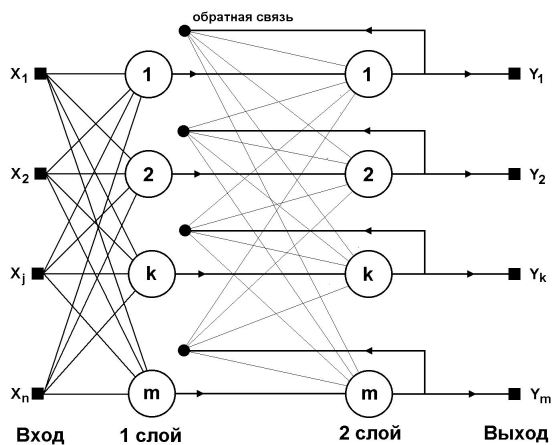 обратная связь
X1 1 1 Y1
X2 2 2 Y2
Xj k k Yk
Xn m m Ym
Вход 1 слой 2 слой Выход